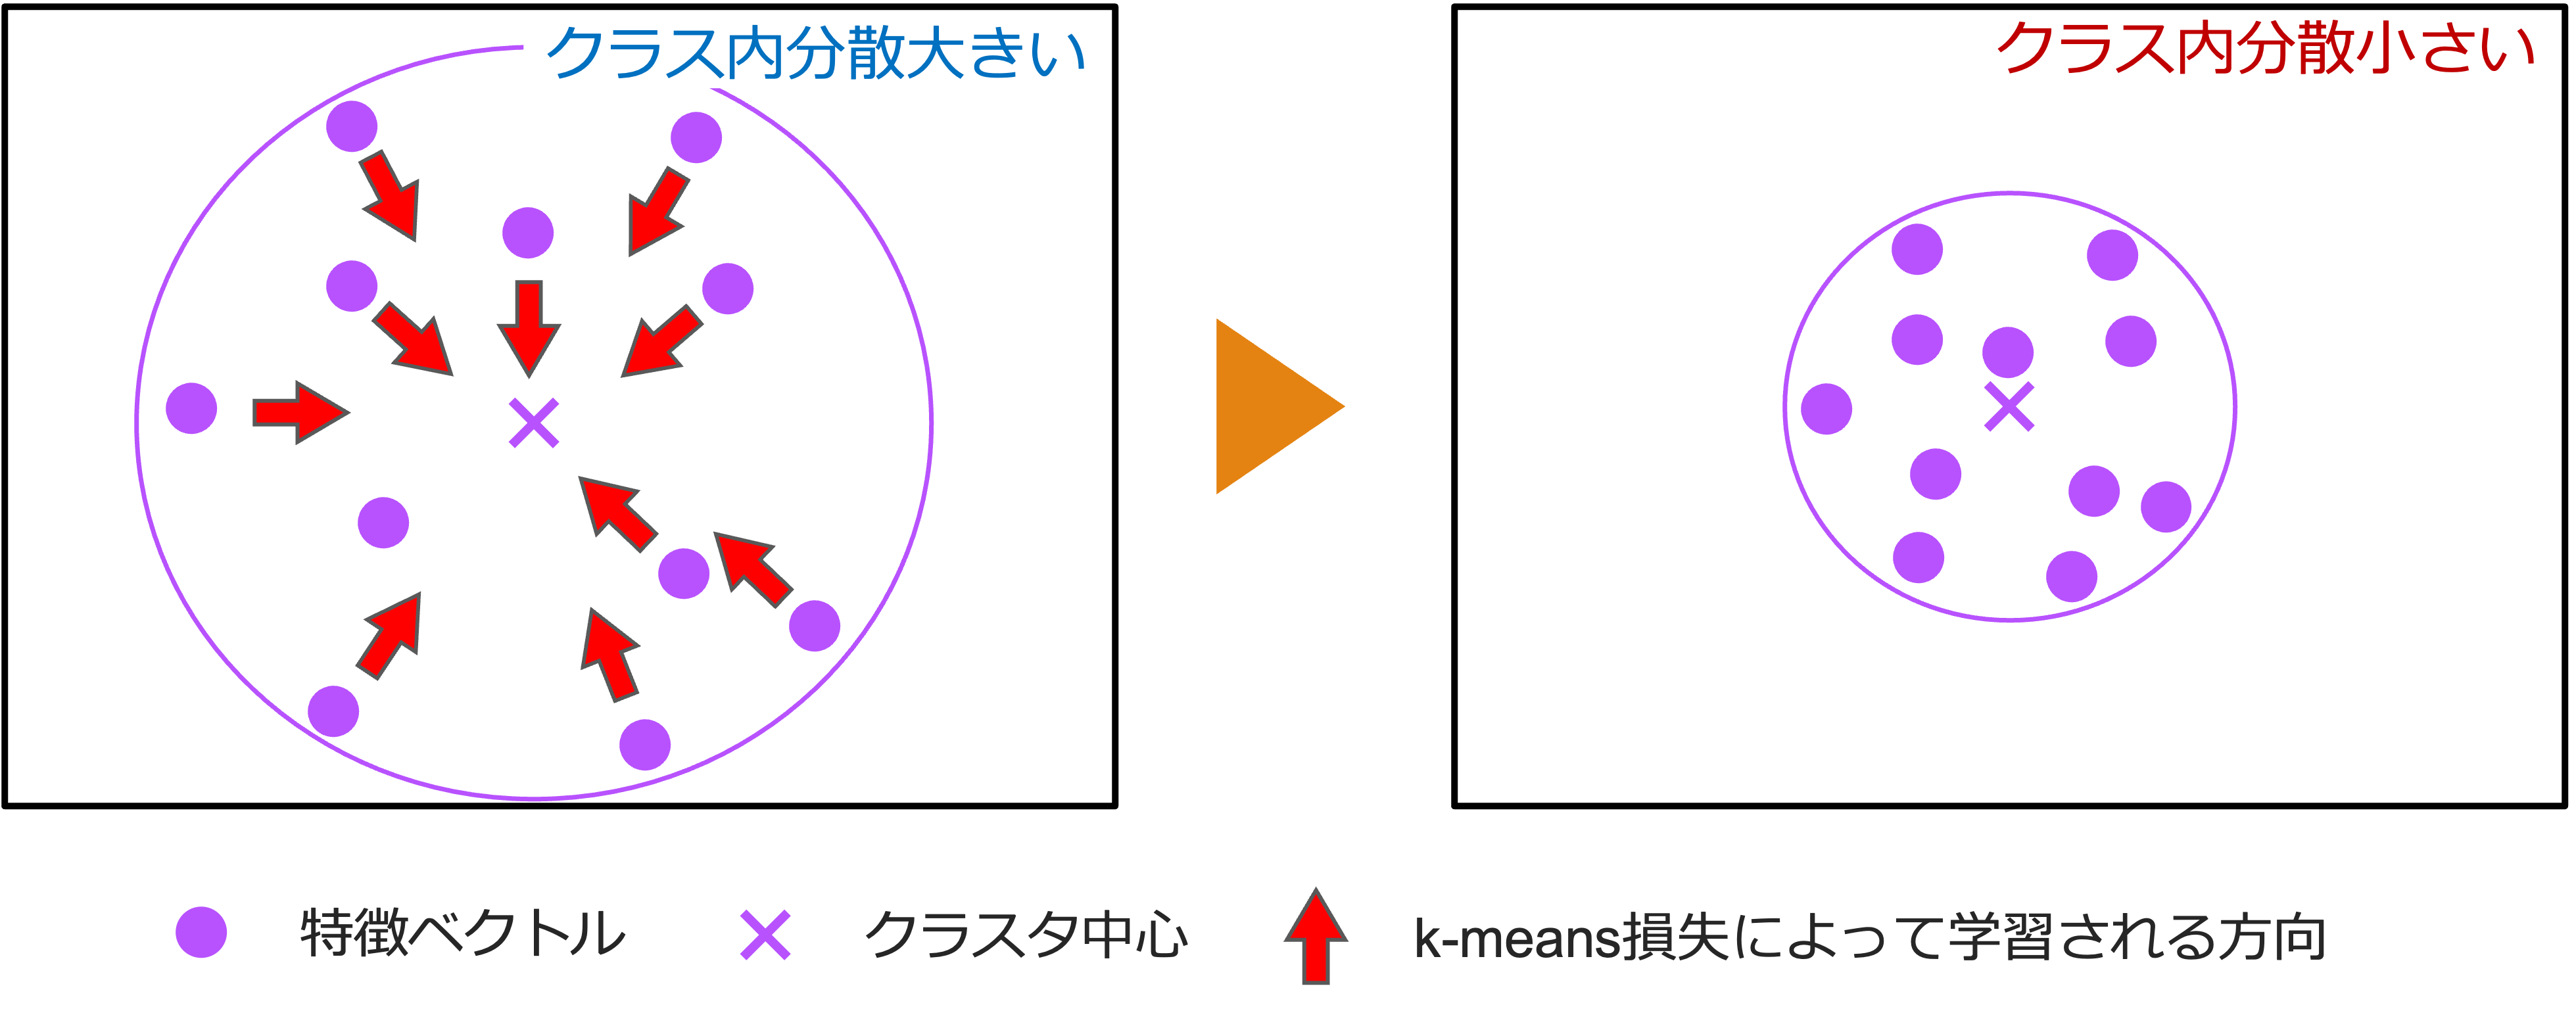 クラス内分散大きい
クラス内分散小さい
特徴ベクトル
クラスタ中心
k-means損失によって学習される方向